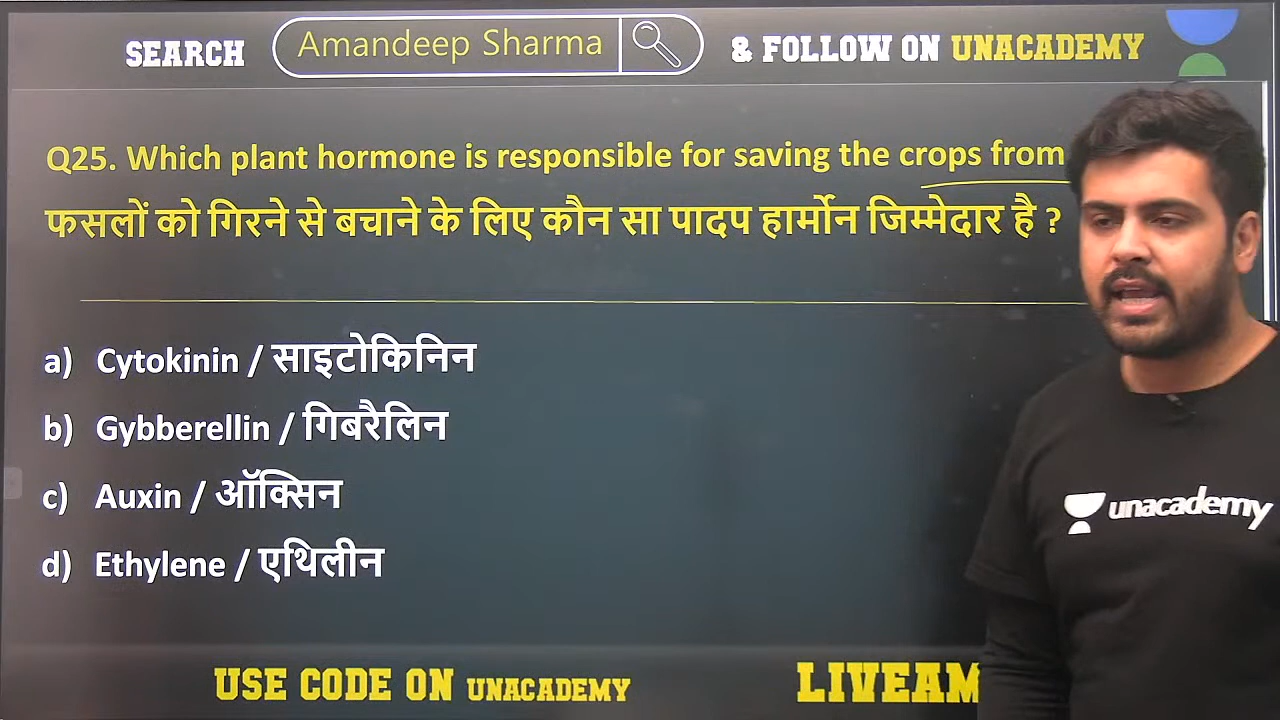 SEARCH Amandeep Sharma & FOLLOW ON UNACADEMY
Q25. Which plant hormone is responsible for saving the crops from
फसलों को गिरने से बचाने के लिए कौन सा पादप हार्मोन जिम्मेदार है ?
a) Cytokinin / साइटोकिनिन
b) Gybberellin / गिबरैलिन
c) Auxin / ऑक्सिन
d) Ethylene / एथिलीन
unacademy
USE CODE ON UNACADEMY LIVEAM